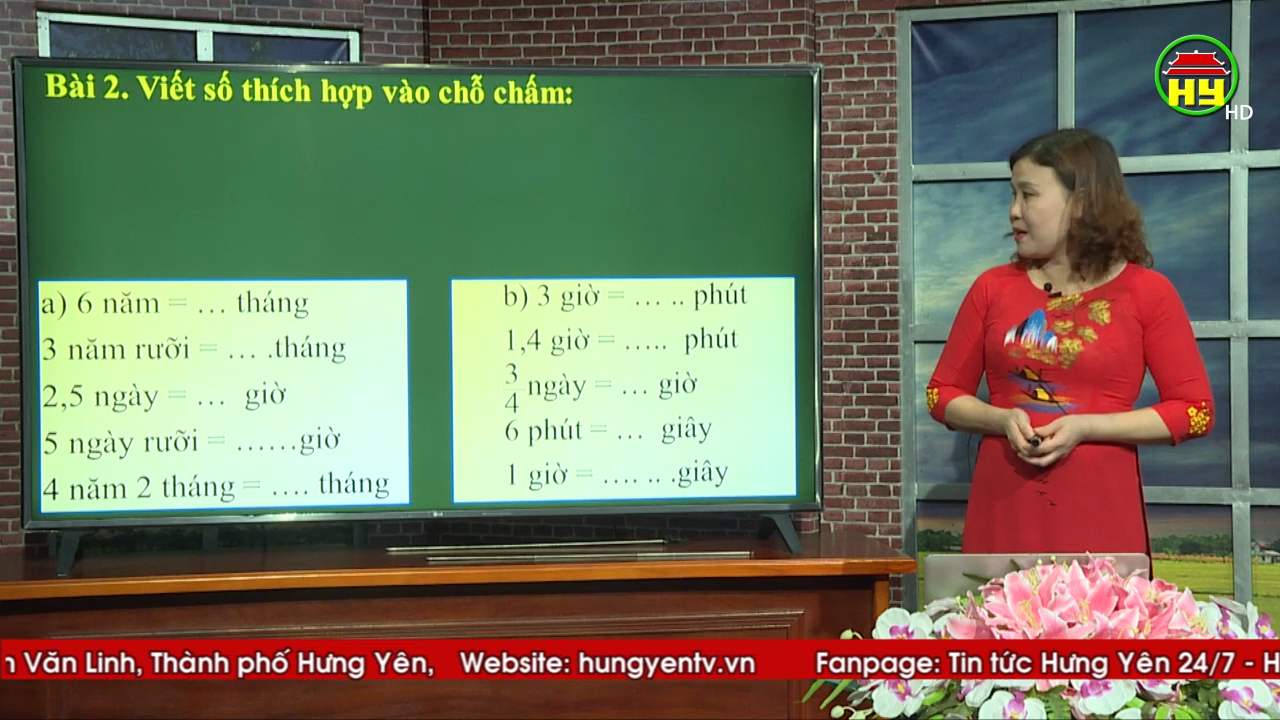 Bài 2. Viết số thích hợp vào chỗ chấm:
a) 6 năm = … tháng
3 năm rưỡi = … .tháng
2,5 ngày = … giờ
5 ngày rưỡi = ……giờ
4 năm 2 tháng = …. tháng
b) 3 giờ = … .. phút
1,4 giờ = ….. phút
3/4 ngày = … giờ
6 phút = … giây
1 giờ = …. .. .giây
HY
HD
n Văn Linh, Thành phố Hưng Yên, Website: hungyentv.vn Fanpage: Tin tức Hưng Yên 24/7 - H